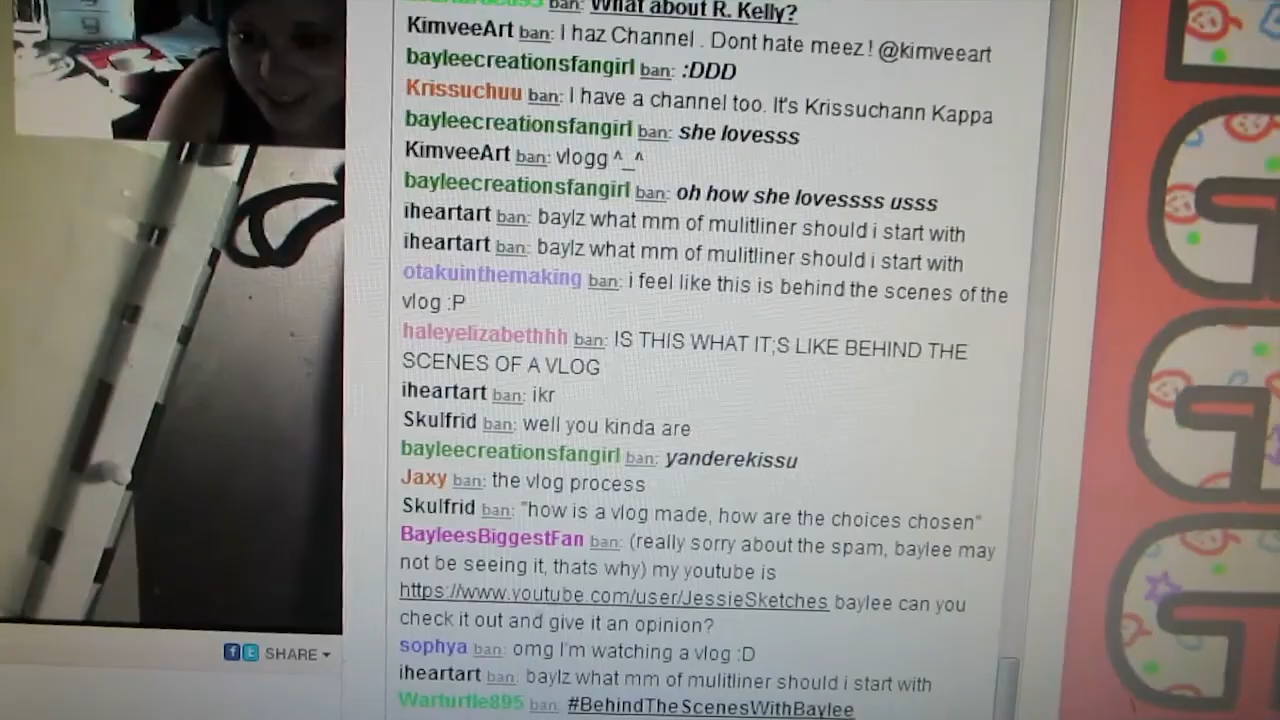 ban: What about R. Kelly?
KimveeArt ban: I haz Channel . Dont hate meez! @kimveeart
bayleecreationsfangirl ban: :DDD
Krissuchuu ban: I have a channel too. It's Krissuchann Kappa
bayleecreationsfangirl ban: she lovesss
KimveeArt ban: vlogg ^_^
bayleecreationsfangirl ban: oh how she lovessss usss
iheartart ban: baylz what mm of mulitliner should i start with
iheartart ban: baylz what mm of mulitliner should i start with
otakuinthemaking ban: i feel like this is behind the scenes of the
vlog :P
haleyelizabethhh ban: IS THIS WHAT IT;S LIKE BEHIND THE
SCENES OF A VLOG
iheartart ban: ikr
Skulfrid ban: well you kinda are
bayleecreationsfangirl ban: yanderekissu
Jaxy ban: the vlog process
Skulfrid ban: "how is a vlog made, how are the choices chosen"
BayleesBiggestFan ban: (really sorry about the spam, baylee may
not be seeing it, thats why) my youtube is
https://www.youtube.com/user/JessieSketches baylee can you
check it out and give it an opinion?
SHARE
sophya ban: omg I'm watching a vlog :D
iheartart ban: baylz what mm of mulitliner should i start with
Warturtle895 ban: #BehindTheScenesWithBaylee